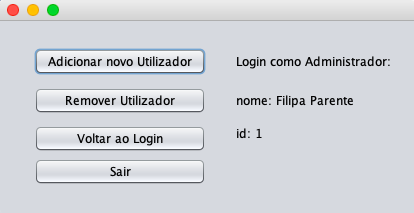 Adicionar novo Utilizador
Login como Administrador:
Remover Utilizador
nome: Filipa Parente
Voltar ao Login
id: 1
Sair